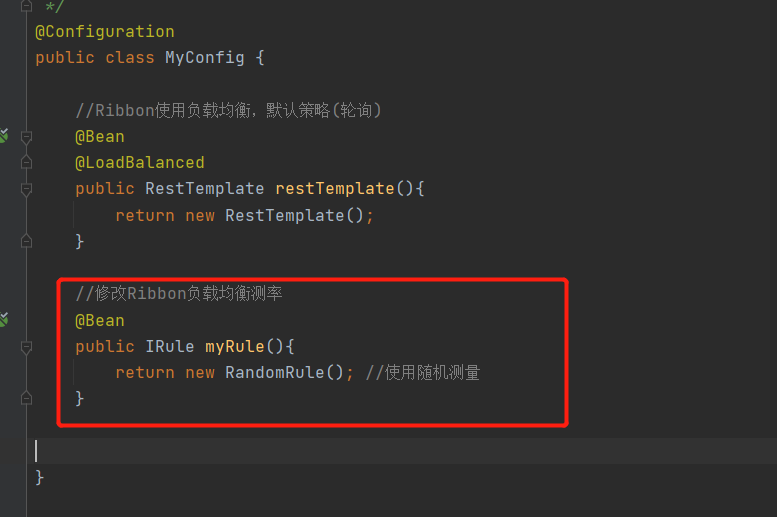 */
@Configuration
public class MyConfig {
//Ribbon使用负载均衡，默认策略(轮询)
@Bean
@LoadBalanced
public RestTemplate restTemplate(){
return new RestTemplate();
}
//修改Ribbon负载均衡测率
@Bean
public IRule myRule(){
return new RandomRule(); //使用随机测量
}
}